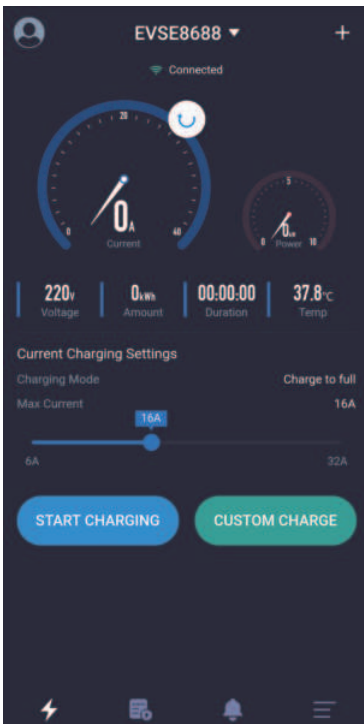 EVSE8688 ▼ +
Connected
20
5
0 40
0A
Current
0 10
0kW
Power
220V 0kWh 00:00:00 37.8°C
Voltage Amount Duration Temp
Current Charging Settings
Charging Mode Charge to full
Max Current 16A
16A
6A 32A
START CHARGING CUSTOM CHARGE